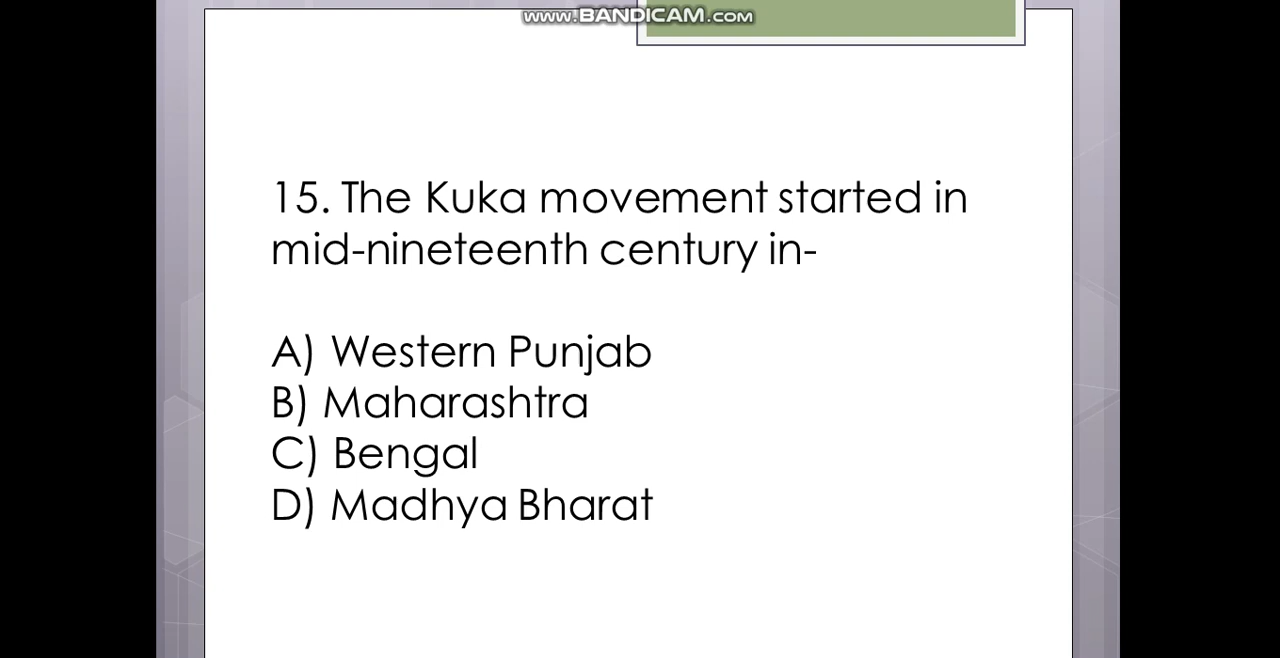 www.BANDICAM.com
15. The Kuka movement started in
mid-nineteenth century in-
A) Western Punjab
B) Maharashtra
C) Bengal
D) Madhya Bharat